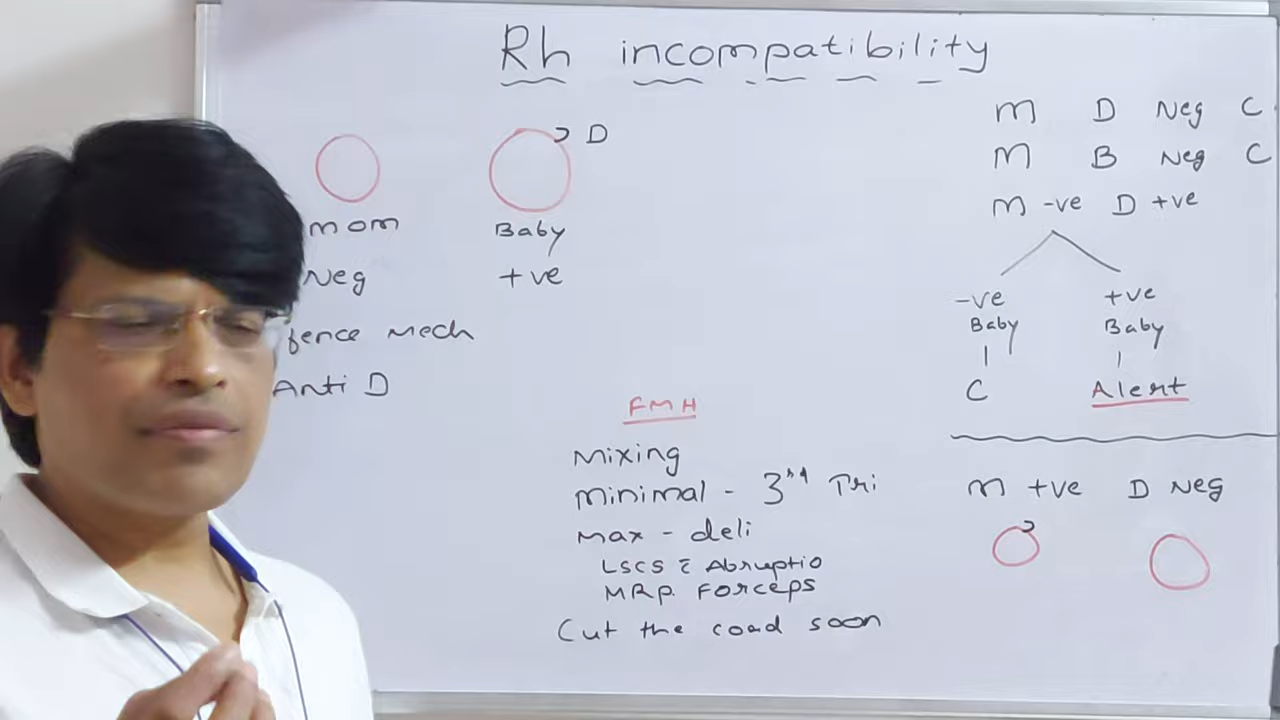 Rh incompatibility
D
mom Baby
Neg +ve
fence Mech
Anti D
FMH
Mixing
minimal - 3rd Tri
Max - deli
LSCS c Abruptio
MRP. Forceps
Cut the coad soon
M D Neg C
M B Neg C
M -ve D +ve
-ve +ve
Baby Baby
C Alert
M +ve D Neg